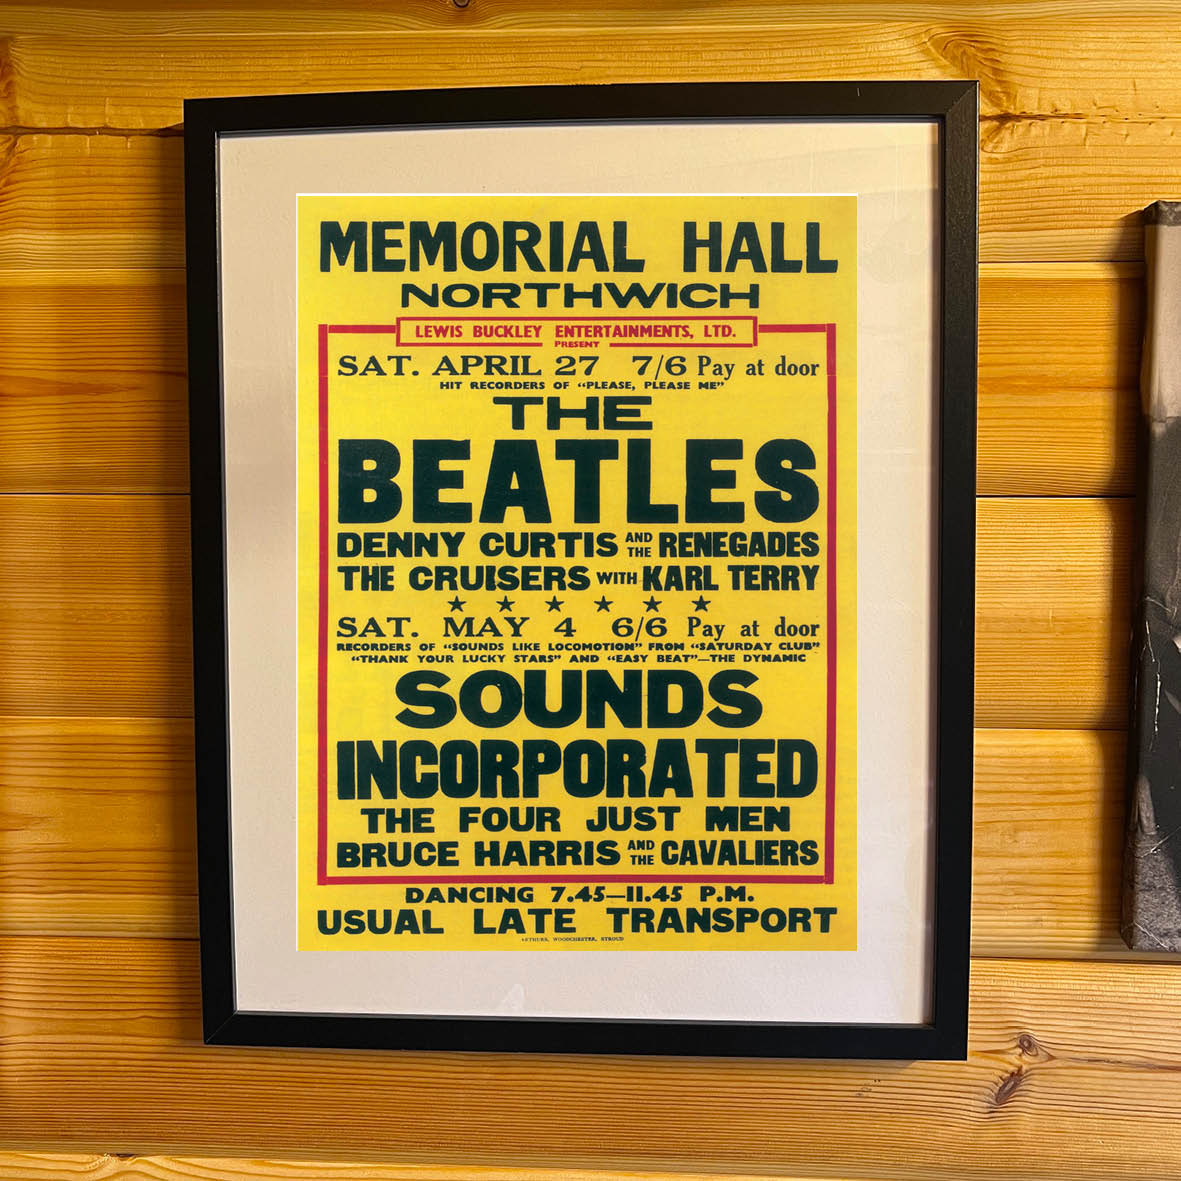 MEMORIAL HALL
NORTHWICH
LEWIS BUCKLEY ENTERTAINMENTS, LTD.
PRESENT
SAT. APRIL 27 7/6 Pay at door
HIT RECORDERS OF "PLEASE, PLEASE ME"
THE
BEATLES
DENNY CURTIS AND THE RENEGADES
THE CRUISERS WITH KARL TERRY
★ ★ ★ ★ ★ ★
SAT. MAY 4 6/6 Pay at door
RECORDERS OF "SOUNDS LIKE LOCOMOTION" FROM "SATURDAY CLUB"
"THANK YOUR LUCKY STARS" AND "EASY BEAT"—THE DYNAMIC
SOUNDS
INCORPORATED
THE FOUR JUST MEN
BRUCE HARRIS AND THE CAVALIERS
DANCING 7.45—11.45 P.M.
USUAL LATE TRANSPORT
ARTHURS, WOODCHESTER, STROUD